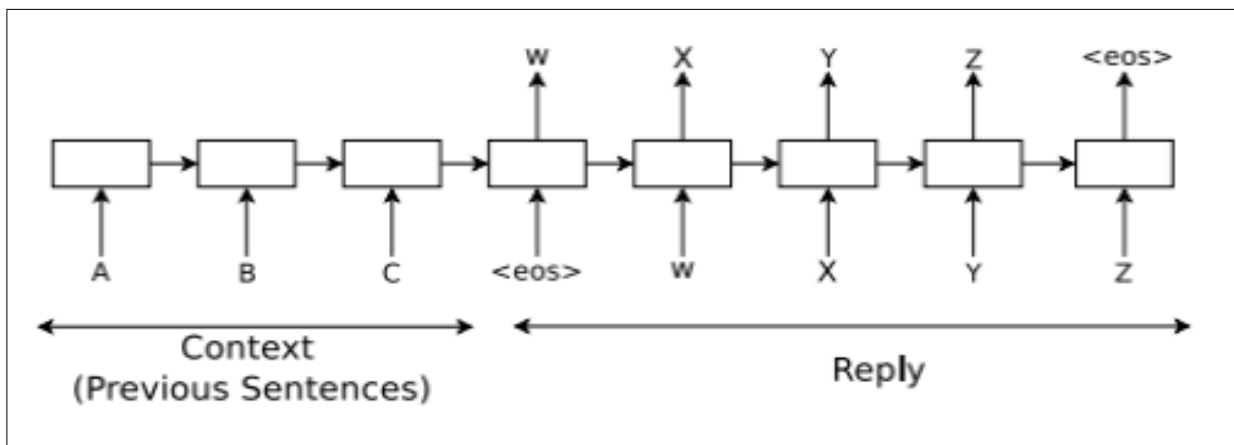 W X Y Z <eos>
A B C <eos> W X Y Z
Context
(Previous Sentences)
Reply